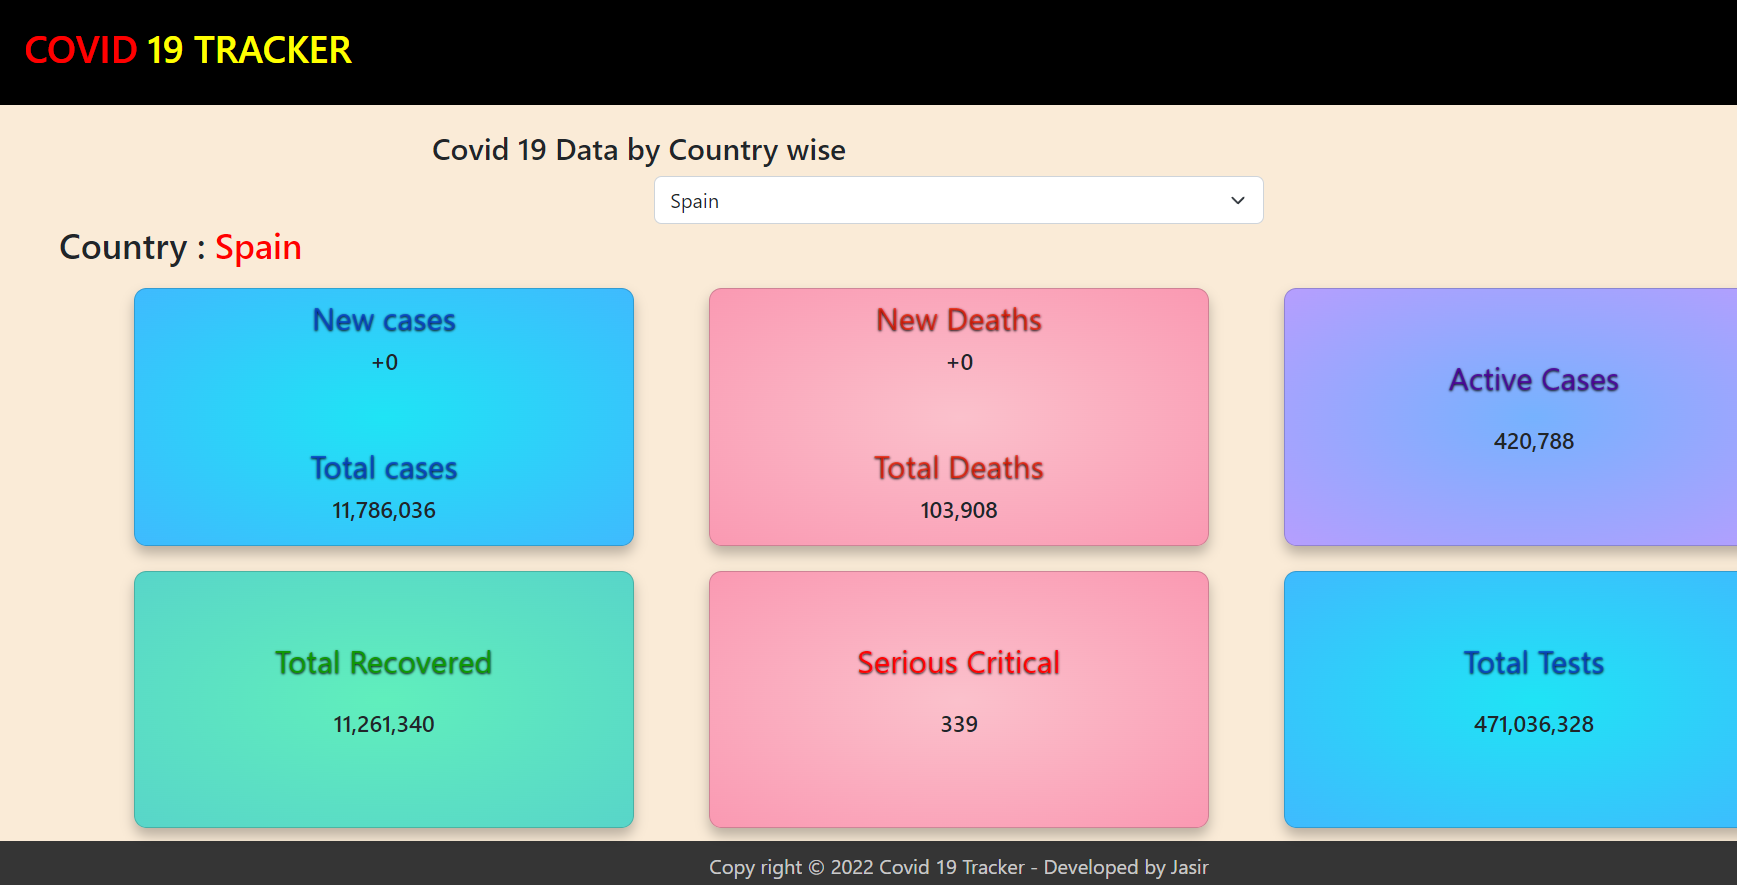 COVID 19 TRACKER
Covid 19 Data by Country wise
Spain
Country : Spain
New cases
+0
Total cases
11,786,036
New Deaths
+0
Total Deaths
103,908
Active Cases
420,788
Total Recovered
11,261,340
Serious Critical
339
Total Tests
471,036,328
Copy right © 2022 Covid 19 Tracker - Developed by Jasir